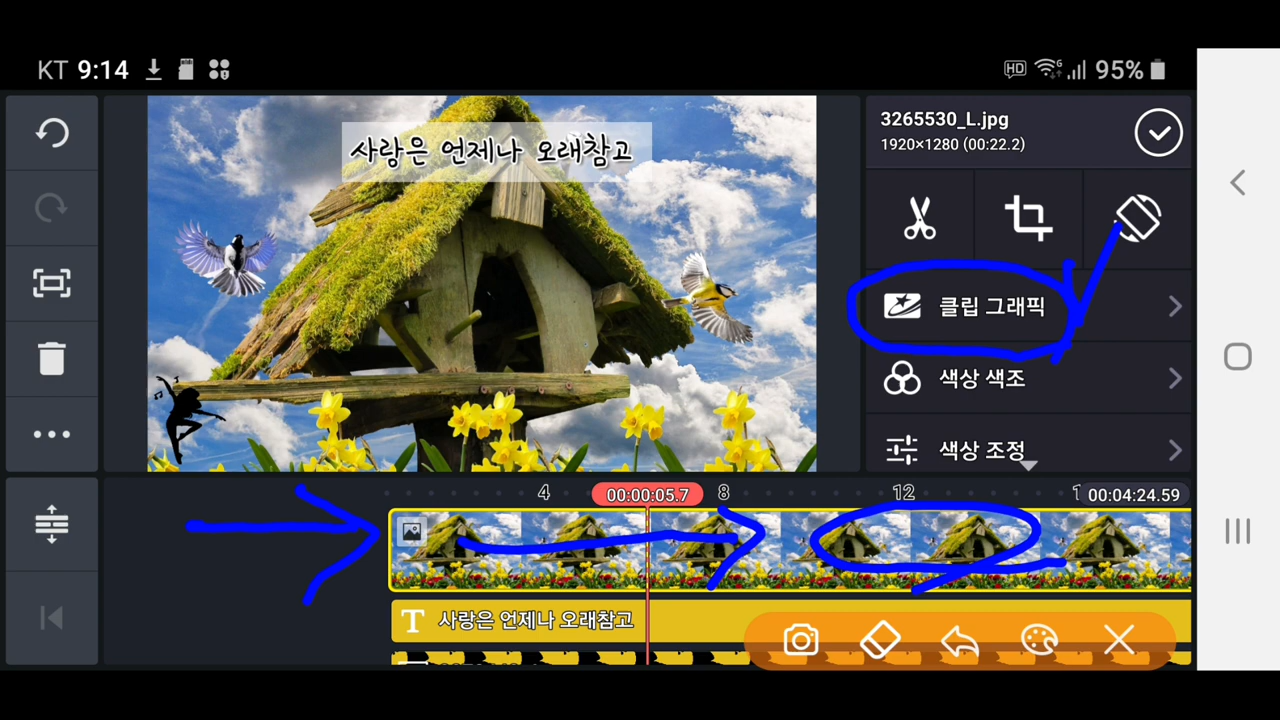 KT 9:14
HD 95%
사랑은 언제나 오래참고
3265530_L.jpg
1920×1280 (00:22.2)
클립 그래픽
색상 색조
색상 조정
4 00:00:05.7 8 12 1 00:04:24.59
T 사랑은 언제나 오래참고